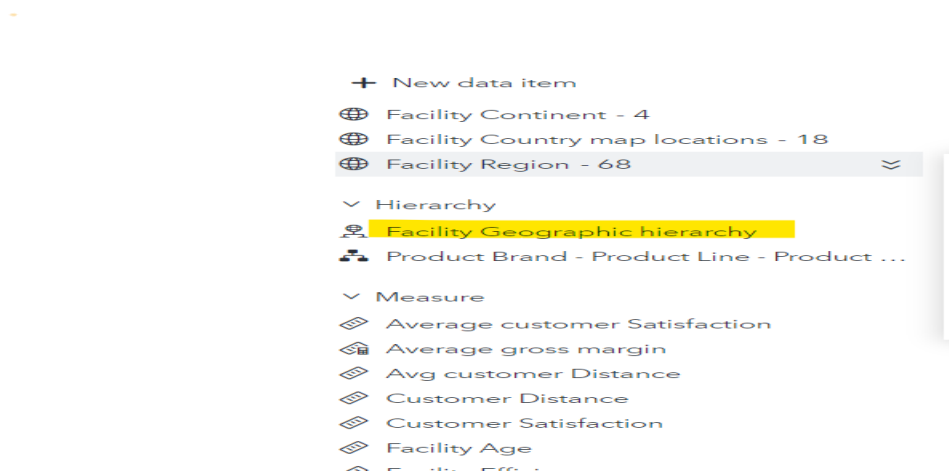 New data item
Facility Continent - 4
Facility Country map locations - 18
Facility Region - 68
Hierarchy
Facility Geographic hierarchy
Product Brand - Product Line - Product ...
Measure
Average customer Satisfaction
Average gross margin
Avg customer Distance
Customer Distance
Customer Satisfaction
Facility Age
Facility